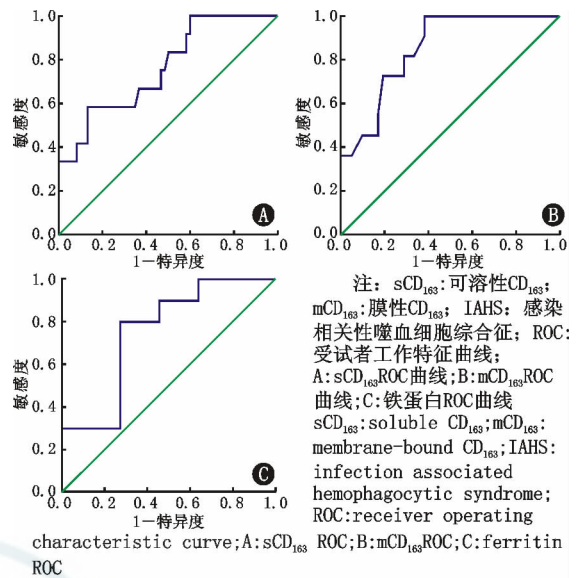 1.0
0.8
0.6
0.4
0.2
0.0
敏感度
0.0 0.2 0.4 0.6 0.8 1.0
1-特异度
A
1.0
0.8
0.6
0.4
0.2
0.0
敏感度
0.0 0.2 0.4 0.6 0.8 1.0
1-特异度
B
1.0
0.8
0.6
0.4
0.2
0.0
敏感度
0.0 0.2 0.4 0.6 0.8 1.0
1-特异度
C
注：sCD₁₆₃:可溶性CD₁₆₃；
mCD₁₆₃:膜性CD₁₆₃；IAHS：感染
相关性噬血细胞综合征；ROC:
受试者工作特征曲线；
A:sCD₁₆₃ROC曲线;B:mCD₁₆₃ROC
曲线;C:铁蛋白ROC曲线
sCD₁₆₃:soluble CD₁₆₃;mCD₁₆₃:
membrane-bound CD₁₆₃;IAHS:
infection associated
hemophagocytic syndrome;
ROC:receiver operating
characteristic curve;A:sCD₁₆₃ ROC;B:mCD₁₆₃ROC;C:ferritin
ROC